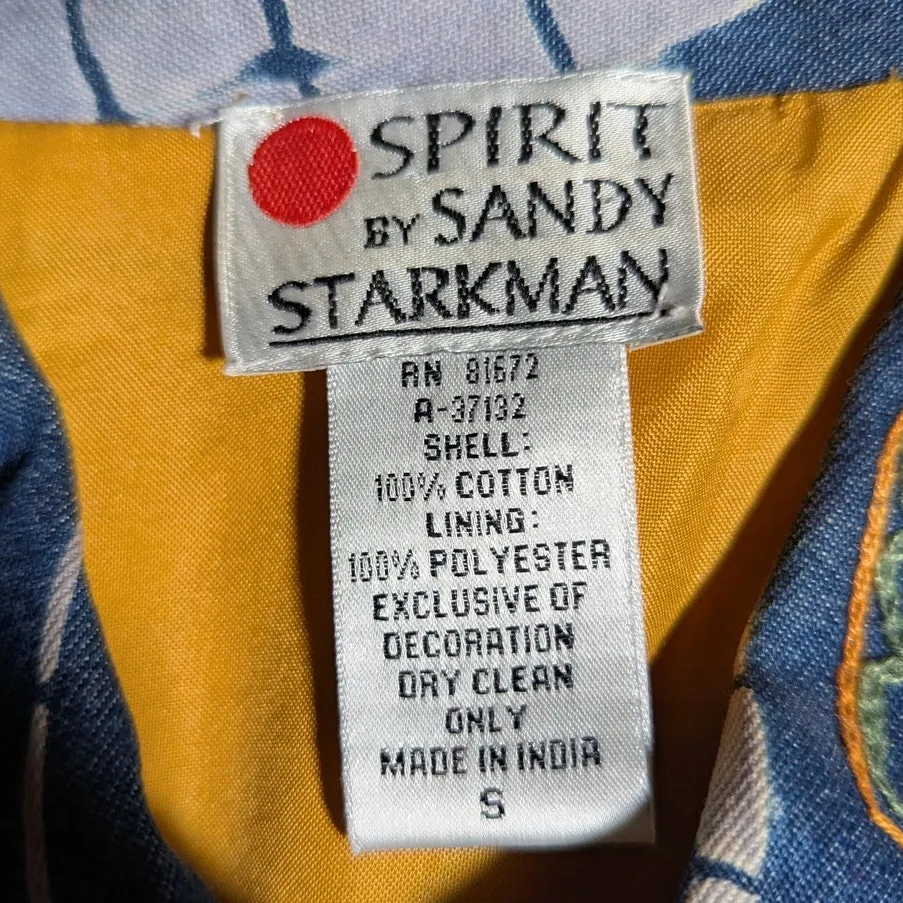 SPIRIT
BY SANDY
STARKMAN
RN 81672
A-37132
SHELL:
100% COTTON
LINING:
100% POLYESTER
EXCLUSIVE OF
DECORATION
DRY CLEAN
ONLY
MADE IN INDIA
S